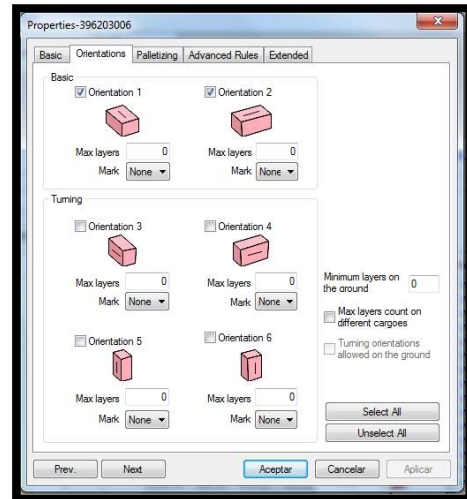 Properties-396203006
Basic Orientations Palletizing Advanced Rules Extended
Basic
Orientation 1 Orientation 2
Max layers 0 Max layers 0
Mark None Mark None
Turning
Orientation 3 Orientation 4
Max layers 0 Max layers 0
Mark None Mark None
Orientation 5 Orientation 6
Max layers 0 Max layers 0
Mark None Mark None
Minimum layers on
the ground 0
Max layers count on
different cargoes
Turning orientations
allowed on the ground
Select All
Unselect All
Prev. Next Aceptar Cancelar Aplicar